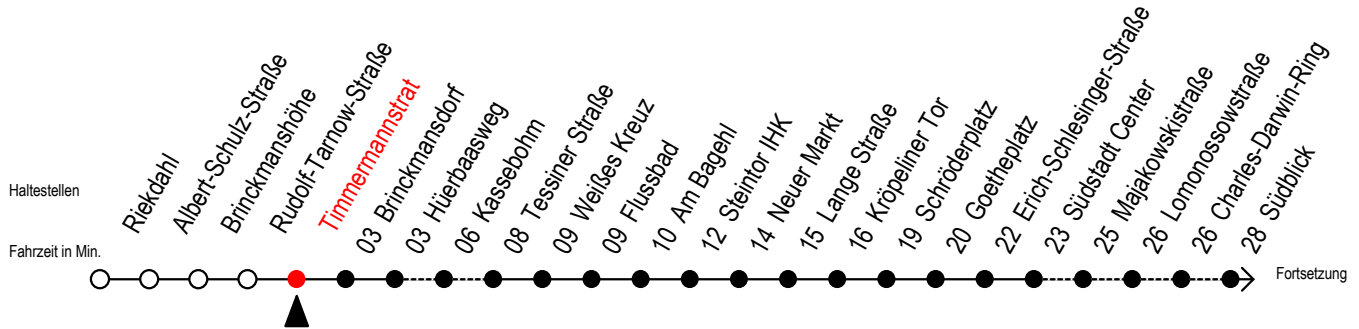 Haltestellen
Fahrzeit in Min.
Riekdahl
Albert-Schulz-Straße
Brinckmanshöhe
Rudolf-Tarnow-Straße
Timmermannstrat
03 Brinckmansdorf
03 Hüerbaasweg
06 Kassebohm
08 Tessiner Straße
09 Weißes Kreuz
09 Flussbad
10 Am Bagehl
12 Steintor IHK
14 Neuer Markt
15 Lange Straße
16 Kröpeliner Tor
19 Schröderplatz
20 Goetheplatz
22 Erich-Schlesinger-Straße
23 Südstadt Center
25 Majakowskistraße
26 Lomonossowstraße
26 Charles-Darwin-Ring
28 Südblick
Fortsetzung